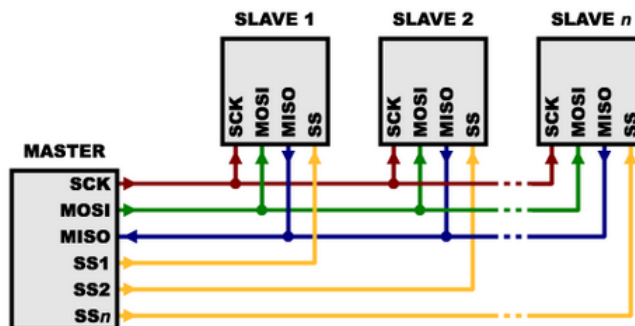 SLAVE 1
SLAVE 2
SLAVE n
SCK
MOSI
MISO
SS
SCK
MOSI
MISO
SS
SCK
MOSI
MISO
SS
MASTER
SCK
MOSI
MISO
SS1
SS2
SSn